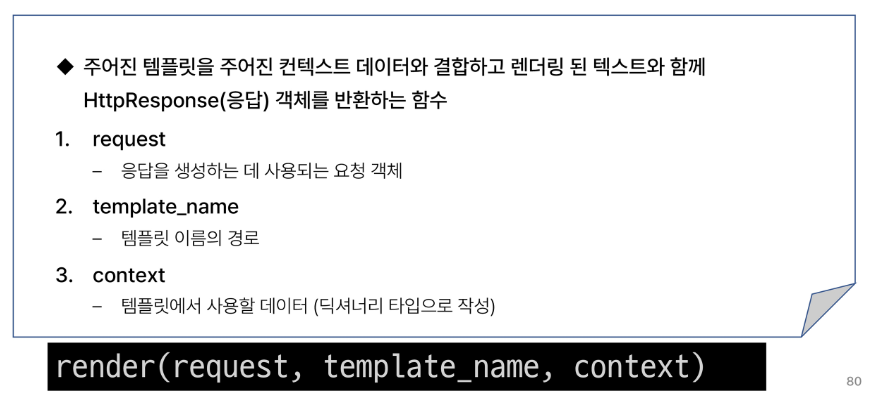 ◆ 주어진 템플릿을 주어진 컨텍스트 데이터와 결합하고 렌더링 된 텍스트와 함께
HttpResponse(응답) 객체를 반환하는 함수
1. request
– 응답을 생성하는 데 사용되는 요청 객체
2. template_name
– 템플릿 이름의 경로
3. context
– 템플릿에서 사용할 데이터 (딕셔너리 타입으로 작성)
render(request, template_name, context)
80